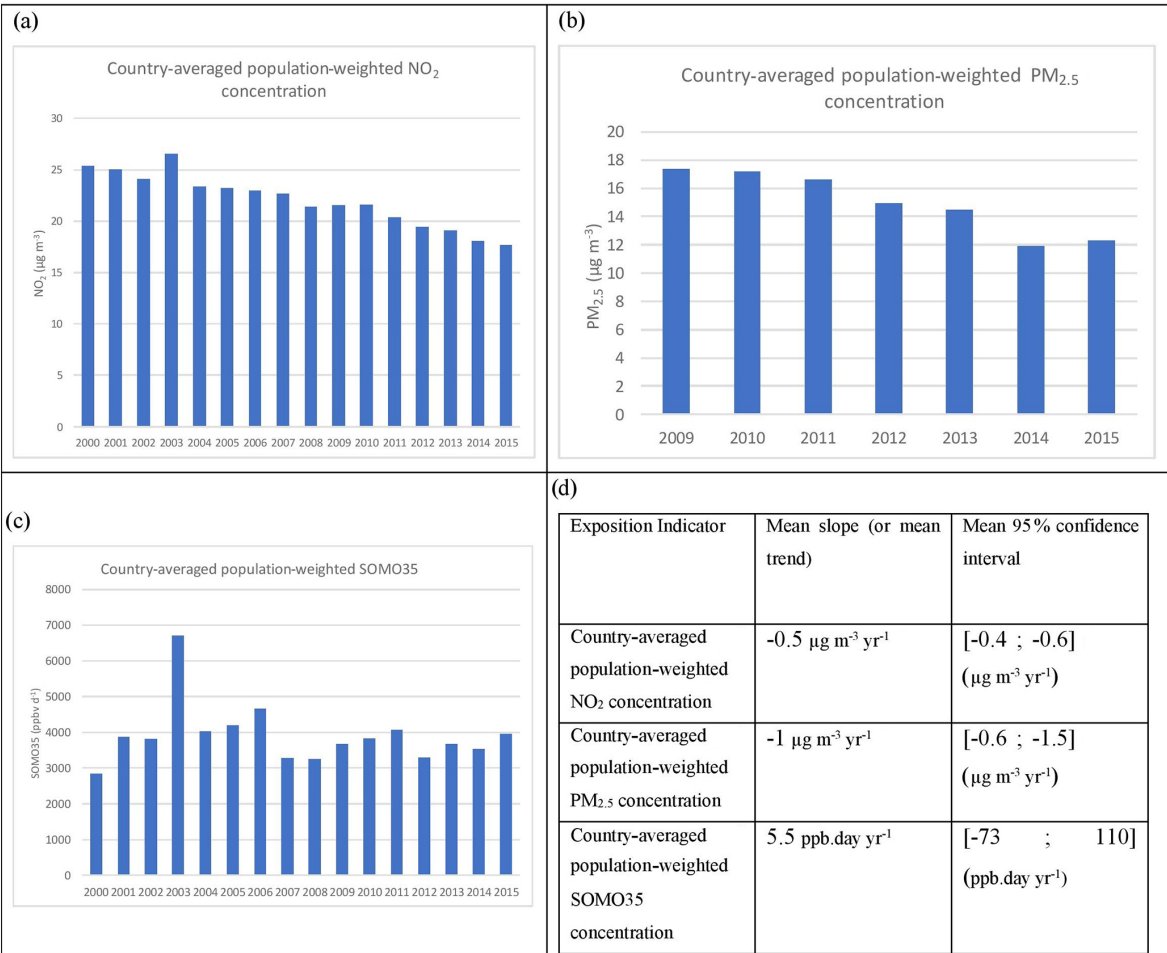 (a)
Country-averaged population-weighted NO₂
concentration
NO₂ (µg m⁻³)
30
25
20
15
10
5
0
2000 2001 2002 2003 2004 2005 2006 2007 2008 2009 2010 2011 2012 2013 2014 2015
(b)
Country-averaged population-weighted PM₂.₅
concentration
PM₂.₅ (µg m⁻³)
20
18
16
14
12
10
8
6
4
2
0
2009 2010 2011 2012 2013 2014 2015
(c)
Country-averaged population-weighted SOMO35
SOMO35 (ppbv d⁻¹)
8000
7000
6000
5000
4000
3000
2000
1000
0
2000 2001 2002 2003 2004 2005 2006 2007 2008 2009 2010 2011 2012 2013 2014 2015
(d)
Exposition Indicator
Mean slope (or mean
trend)
Mean 95% confidence
interval
Country-averaged
population-weighted
NO₂ concentration
-0.5 µg m⁻³ yr⁻¹
[-0.4 ; -0.6]
(µg m⁻³ yr⁻¹)
Country-averaged
population-weighted
PM₂.₅ concentration
-1 µg m⁻³ yr⁻¹
[-0.6 ; -1.5]
(µg m⁻³ yr⁻¹)
Country-averaged
population-weighted
SOMO35
concentration
5.5 ppb.day yr⁻¹
[-73 ; 110]
(ppb.day yr⁻¹)